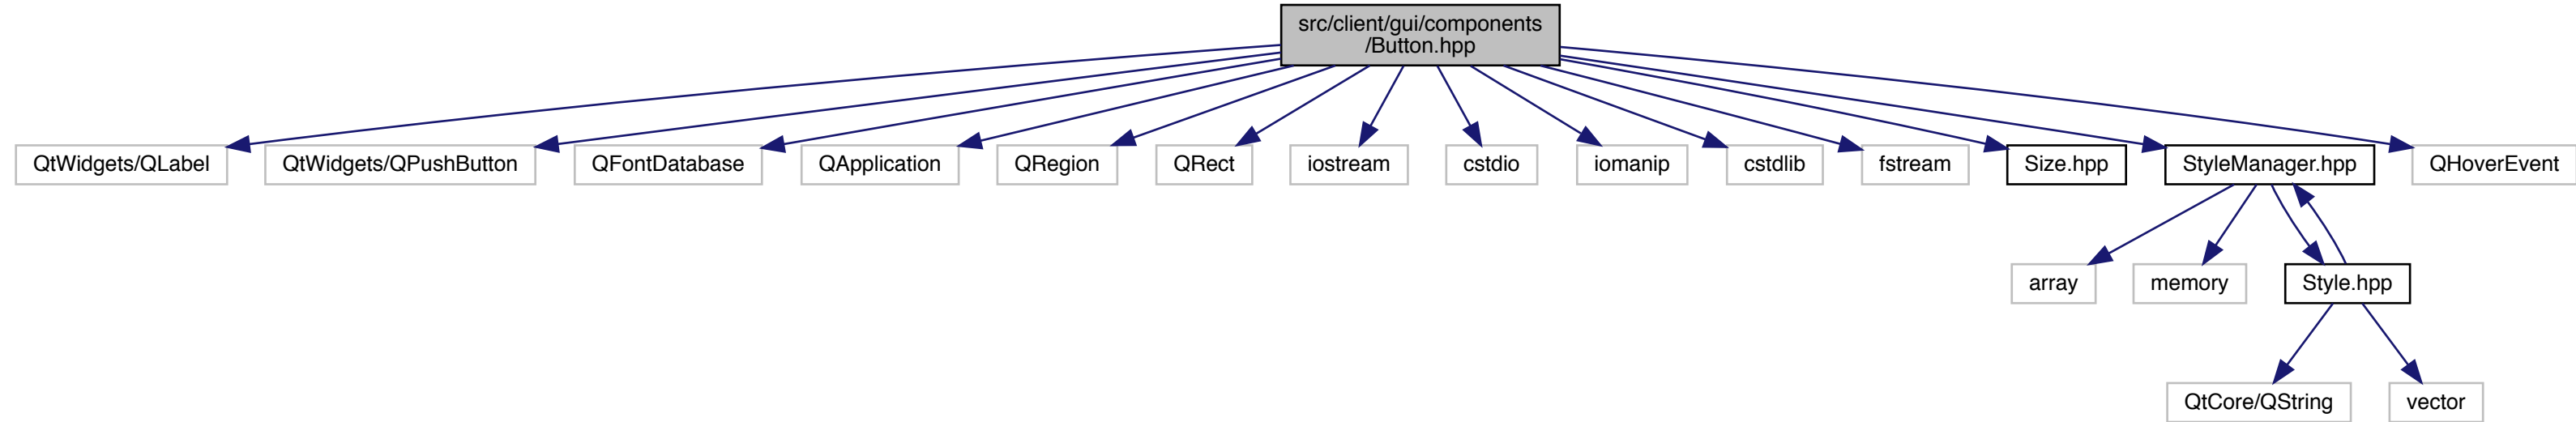 src/client/gui/components
/Button.hpp
QtWidgets/QLabel
QtWidgets/QPushButton
QFontDatabase
QApplication
QRegion
QRect
iostream
cstdio
iomanip
cstdlib
fstream
Size.hpp
StyleManager.hpp
QHoverEvent
array
memory
Style.hpp
QtCore/QString
vector